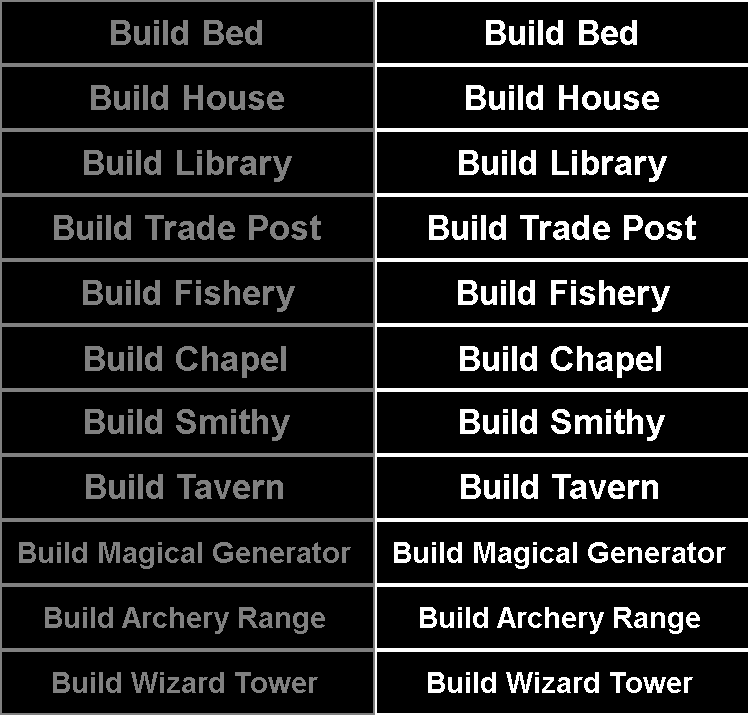 Build Bed Build Bed
Build House Build House
Build Library Build Library
Build Trade Post Build Trade Post
Build Fishery Build Fishery
Build Chapel Build Chapel
Build Smithy Build Smithy
Build Tavern Build Tavern
Build Magical Generator Build Magical Generator
Build Archery Range Build Archery Range
Build Wizard Tower Build Wizard Tower